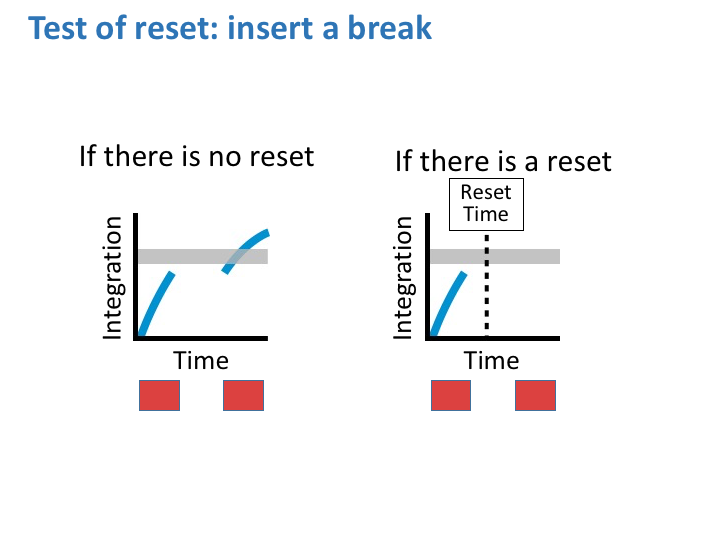 Test of reset: insert a break
If there is no reset
Integration
Time
If there is a reset
Reset
Time
Integration
Time